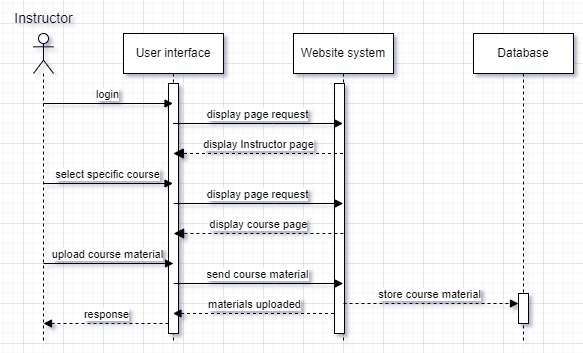 Instructor
User interface
Website system
Database
login
display page request
display Instructor page
select specific course
display page request
display course page
upload course material
send course material
store course material
materials uploaded
response